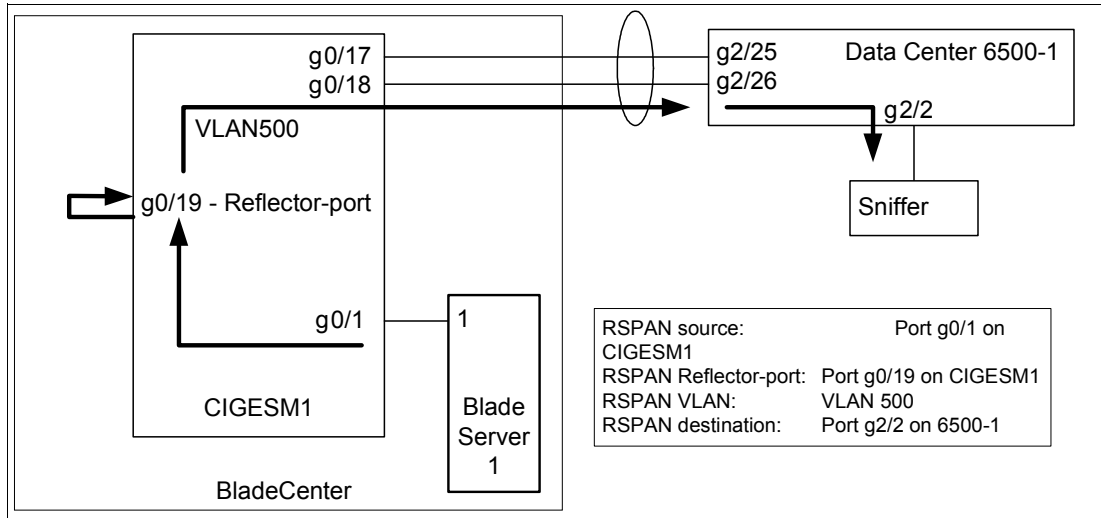 g0/17
g0/18
VLAN500
g0/19 - Reflector-port
g0/1
CIGESM1
1
Blade
Server
1
BladeCenter
g2/25
g2/26
Data Center 6500-1
g2/2
Sniffer
RSPAN source: Port g0/1 on
CIGESM1
RSPAN Reflector-port: Port g0/19 on CIGESM1
RSPAN VLAN: VLAN 500
RSPAN destination: Port g2/2 on 6500-1